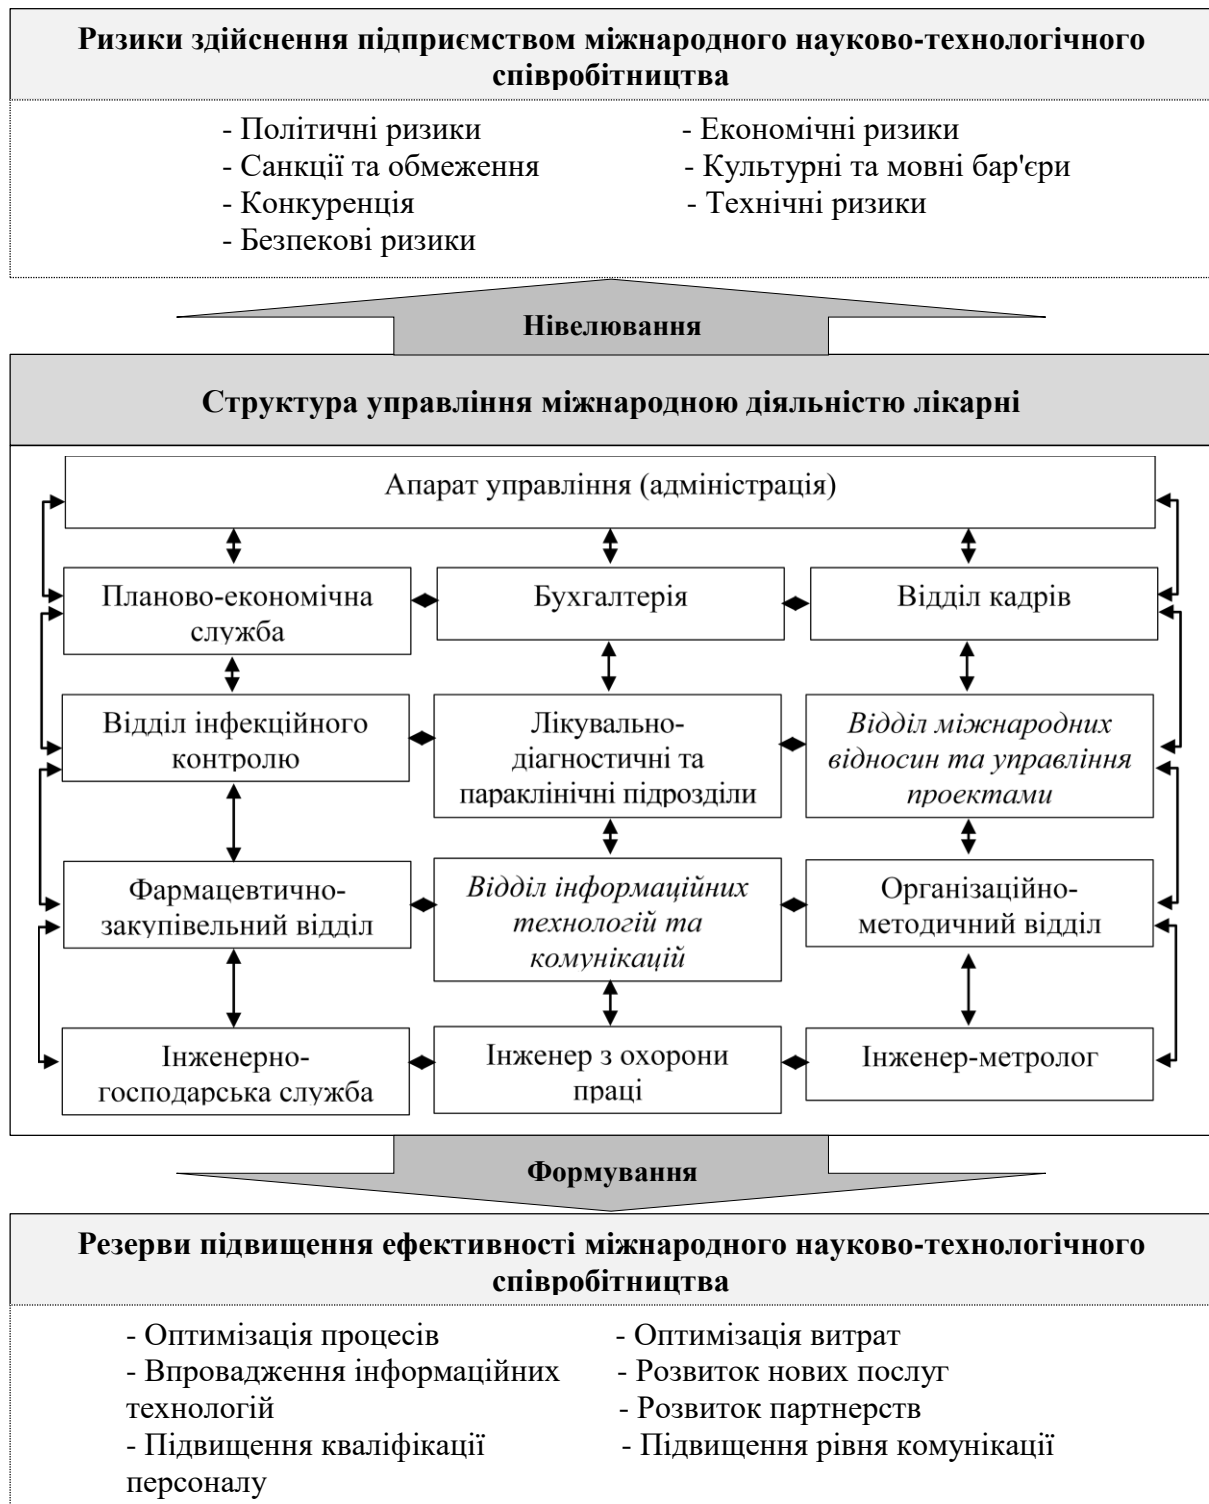 Ризики здійснення підприємством міжнародного науково-технологічного
співробітництва
- Політичні ризики
- Санкції та обмеження
- Конкуренція
- Безпекові ризики
- Економічні ризики
- Культурні та мовні бар'єри
- Технічні ризики
Нівелювання
Структура управління міжнародною діяльністю лікарні
Апарат управління (адміністрація)
Планово-економічна
служба
Бухгалтерія
Відділ кадрів
Відділ інфекційного
контролю
Лікувально-
діагностичні та
параклінічні підрозділи
Відділ міжнародних
відносин та управління
проектами
Фармацевтично-
закупівельний відділ
Відділ інформаційних
технологій та
комунікацій
Організаційно-
методичний відділ
Інженерно-
господарська служба
Інженер з охорони
праці
Інженер-метролог
Формування
Резерви підвищення ефективності міжнародного науково-технологічного
співробітництва
- Оптимізація процесів
- Впровадження інформаційних
технологій
- Підвищення кваліфікації
персоналу
- Оптимізація витрат
- Розвиток нових послуг
- Розвиток партнерств
- Підвищення рівня комунікації